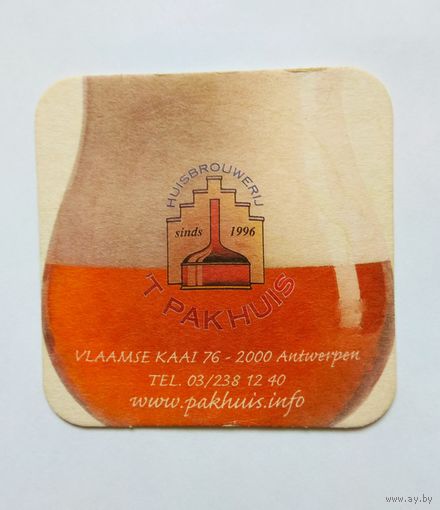 HUISBROUWERIJ
sinds 1996
'T PAKHUIS
VLAAMSE KAAI 76 - 2000 Antwerpen
TEL. 03/238 12 40
www.pakhuis.info
www.ay.by